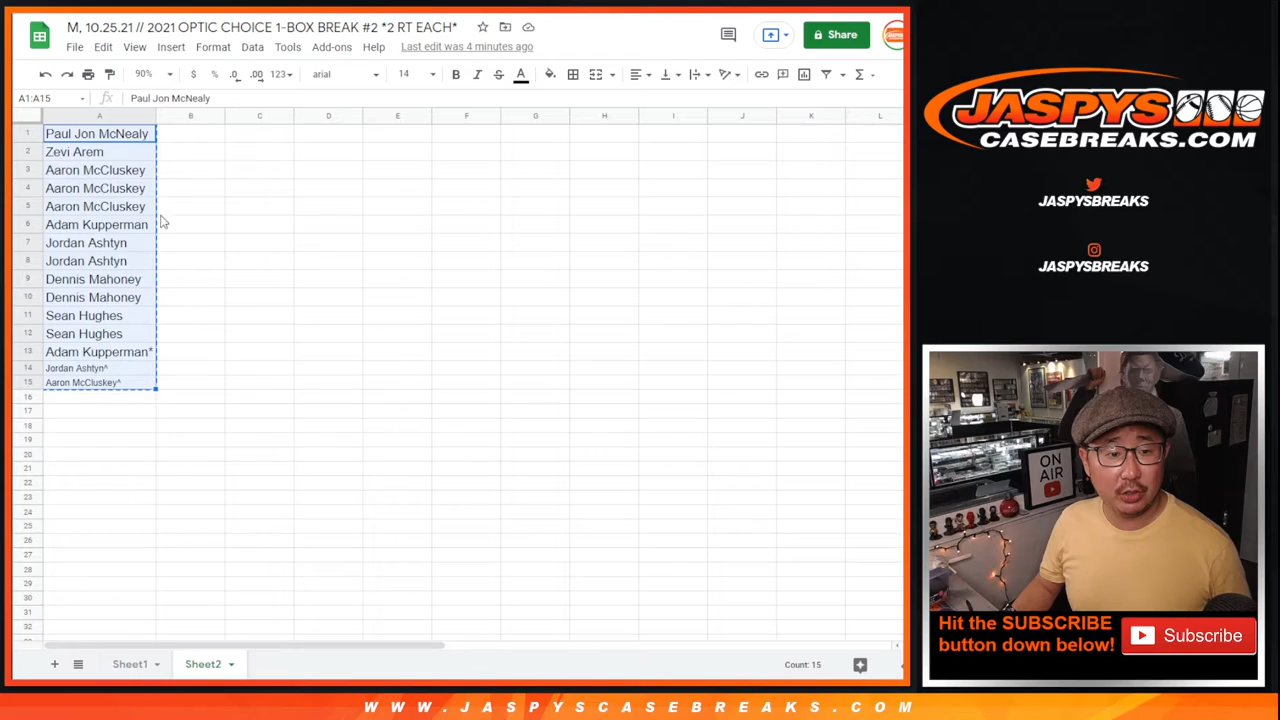 M. 10.25.21 // 2021 OPTIC CHOICE 1-BOX BREAK #2 *2 RT EACH*
File Edit View Insert Format Data Tools Add-ons Help Last edit was 4 minutes ago
Share
90% $ % .0 .00 123 arial 14 B I S A
A1:A15 fx Paul Jon McNealy
A B C D E F G H I J K L
1 Paul Jon McNealy
2 Zevi Arem
3 Aaron McCluskey
4 Aaron McCluskey
5 Aaron McCluskey
6 Adam Kupperman
7 Jordan Ashtyn
8 Jordan Ashtyn
9 Dennis Mahoney
10 Dennis Mahoney
11 Sean Hughes
12 Sean Hughes
13 Adam Kupperman*
14 Jordan Ashtyn^
15 Aaron McCluskey^
16
17
18
19
20
21
22
23
24
25
26
27
28
29
30
31
32
Sheet1 Sheet2 Count: 15
JASPYS
CASEBREAKS.COM
JASPYSBREAKS
JASPYSBREAKS
ON
AIR
Hit the SUBSCRIBE
button down below!
Subscribe
WWW.JASPYSCASEBREAKS.COM